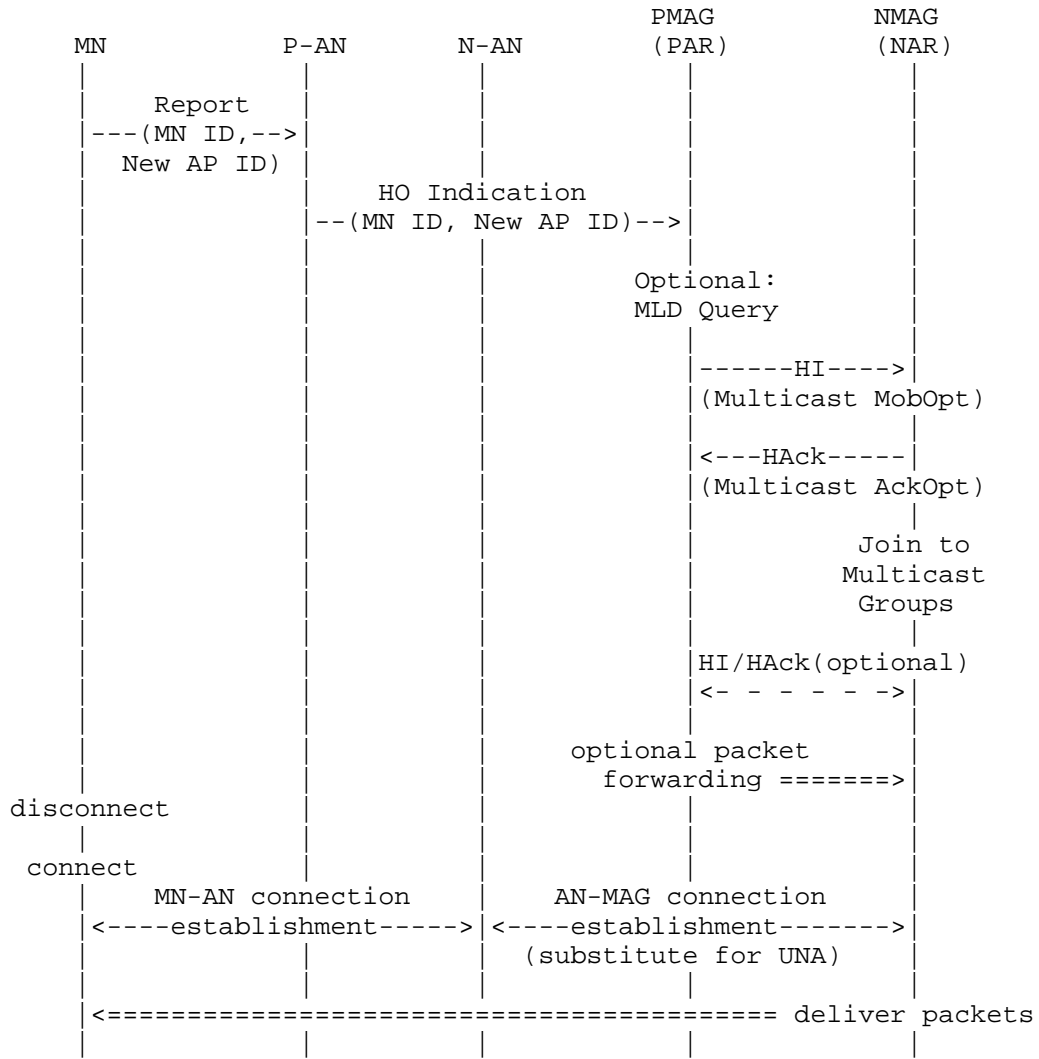 PMAG NMAG
MN P-AN N-AN (PAR) (NAR)
Report
---(MN ID,-->
New AP ID)
HO Indication
--(MN ID, New AP ID)-->
Optional:
MLD Query
------HI---->
(Multicast MobOpt)
<---HAck-----
(Multicast AckOpt)
Join to
Multicast
Groups
HI/HAck(optional)
<- - - - - ->
optional packet
forwarding =======>
disconnect
connect
MN-AN connection AN-MAG connection
<----establishment-----> <----establishment------->
(substitute for UNA)
<========================================== deliver packets